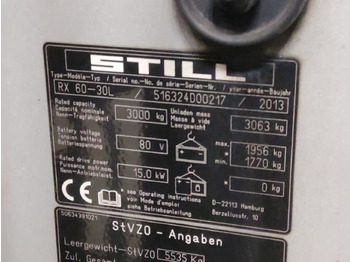 STILL
Type-Modèle-Typ / Serial no.-No. de série-Serien-Nr. / year-année-Baujahr
RX 60-30L / 516324D00217 / 2013
Rated capacity
Capacité nominale
Nenn-Tragfähigkeit
3000 kg
Unladen mass
Masse à vide
Leergewicht
3063 kg
Battery voltage
Tension batterie
Batteriespannung
80 V
max. 1956 kg
min. 1770 kg
Rated drive power
Puissance motr.nom.
Nenn-Antriebsleist.
15.0 kW
* 0 kg
CE
* see Operating Instructions
voir Mode d'emploi
siehe Betriebsanleitung
D-22113 Hamburg
Berzeliusstr. 10
50634391021
StVZO - Angaben
Leergewicht-StVZO 5535 Kg